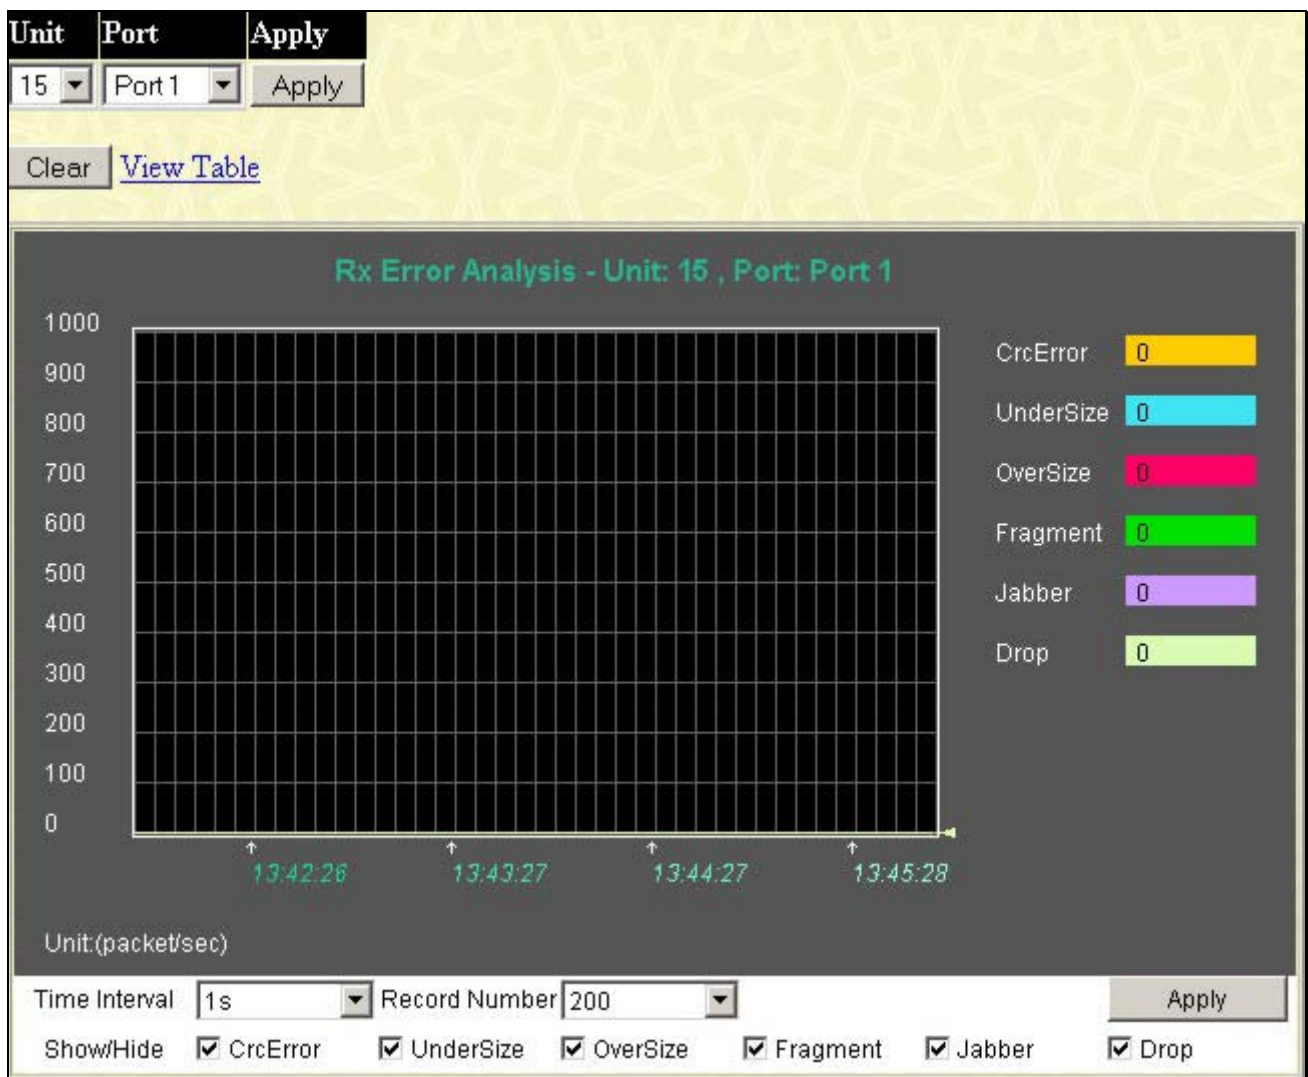 Unit Port Apply
15 Port 1 Apply
Clear View Table
Rx Error Analysis - Unit: 15 , Port: Port 1
1000
900
800
700
600
500
400
300
200
100
0
CrcError 0
UnderSize 0
OverSize 0
Fragment 0
Jabber 0
Drop 0
13:42:26 13:43:27 13:44:27 13:45:28
Unit:(packet/sec)
Time Interval 1s Record Number 200 Apply
Show/Hide CrcError UnderSize OverSize Fragment Jabber Drop